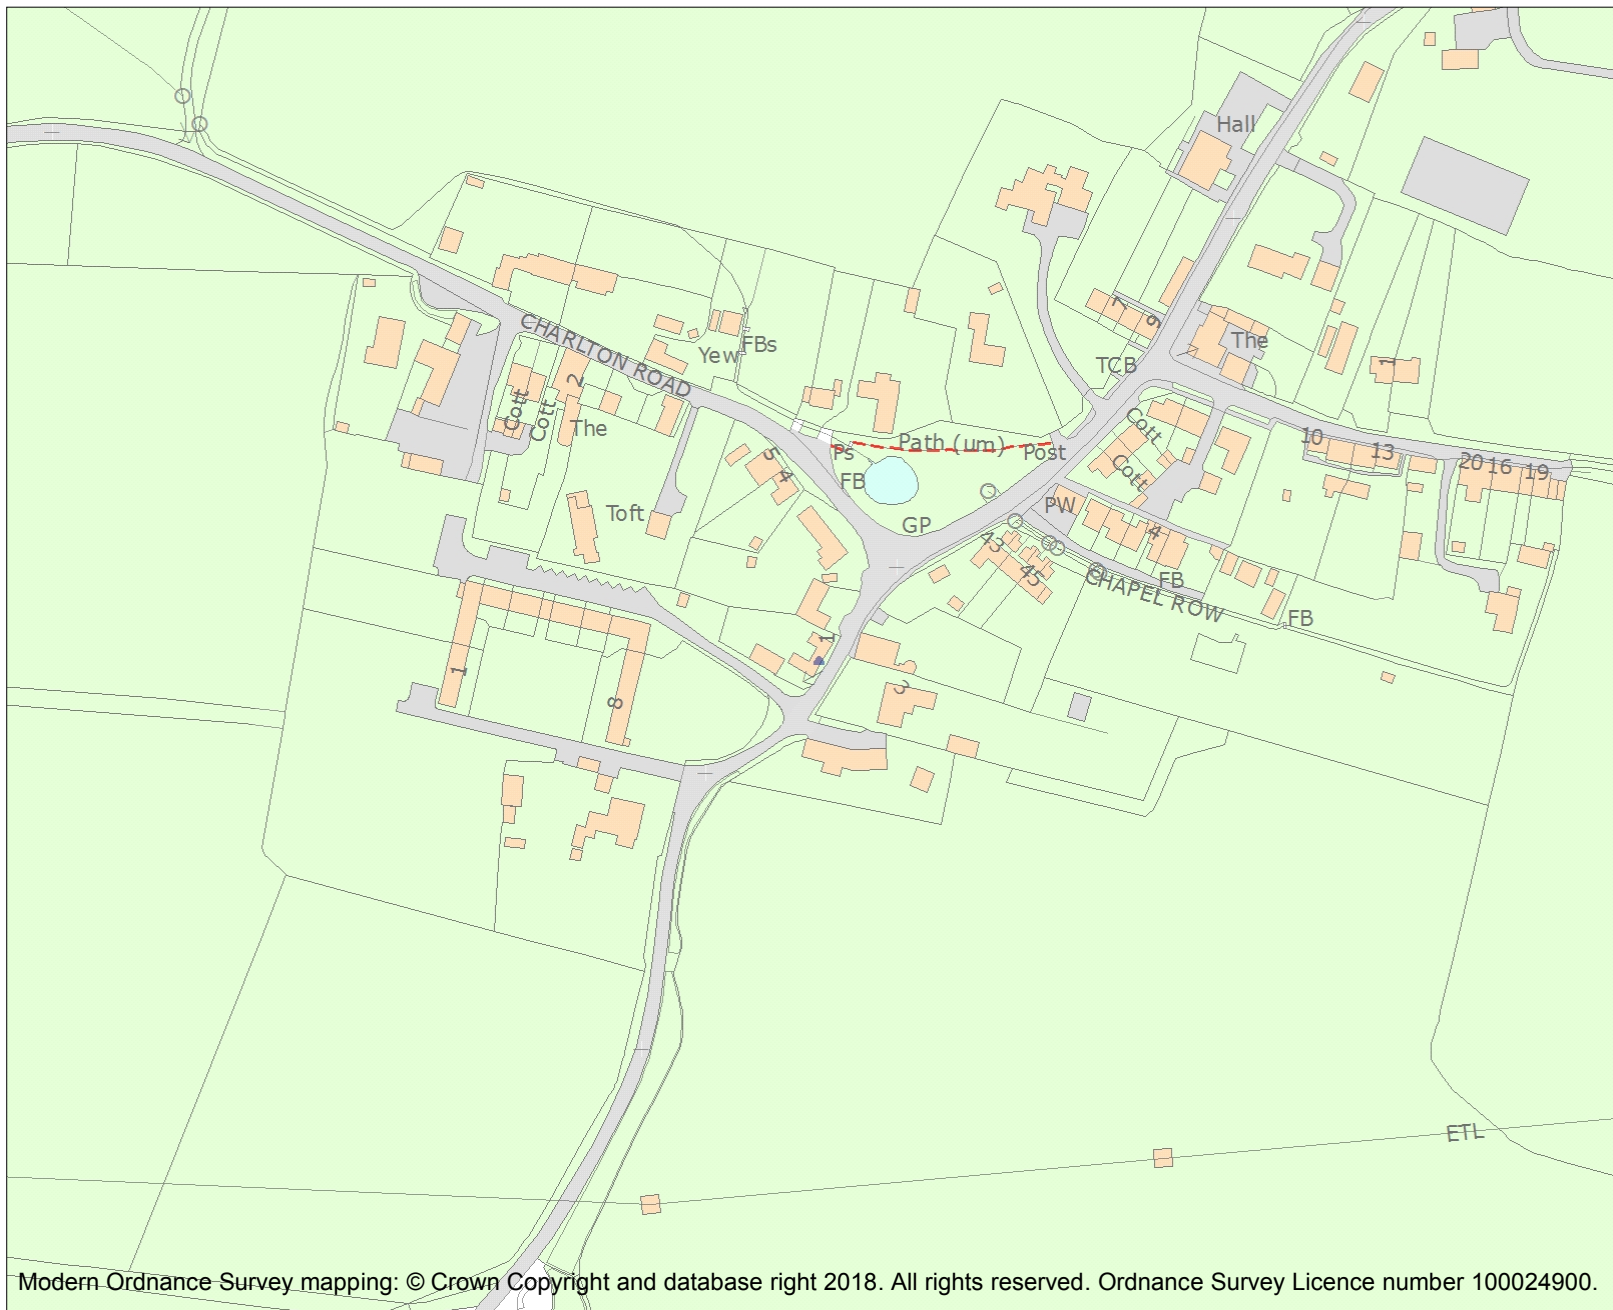 Hall
CHARLTON ROAD
Yew
FBs
7
9
The
TCB
1
2
Cott
Cott
The
Cott
Cott
Path (um)
Ps
Post
10
13
20
16
19
5
4
FB
Toft
GP
PW
43
45
4
FB
CHAPEL ROW
FB
1
1
8
3
ETL
Modern Ordnance Survey mapping: © Crown Copyright and database right 2018. All rights reserved. Ordnance Survey Licence number 100024900.